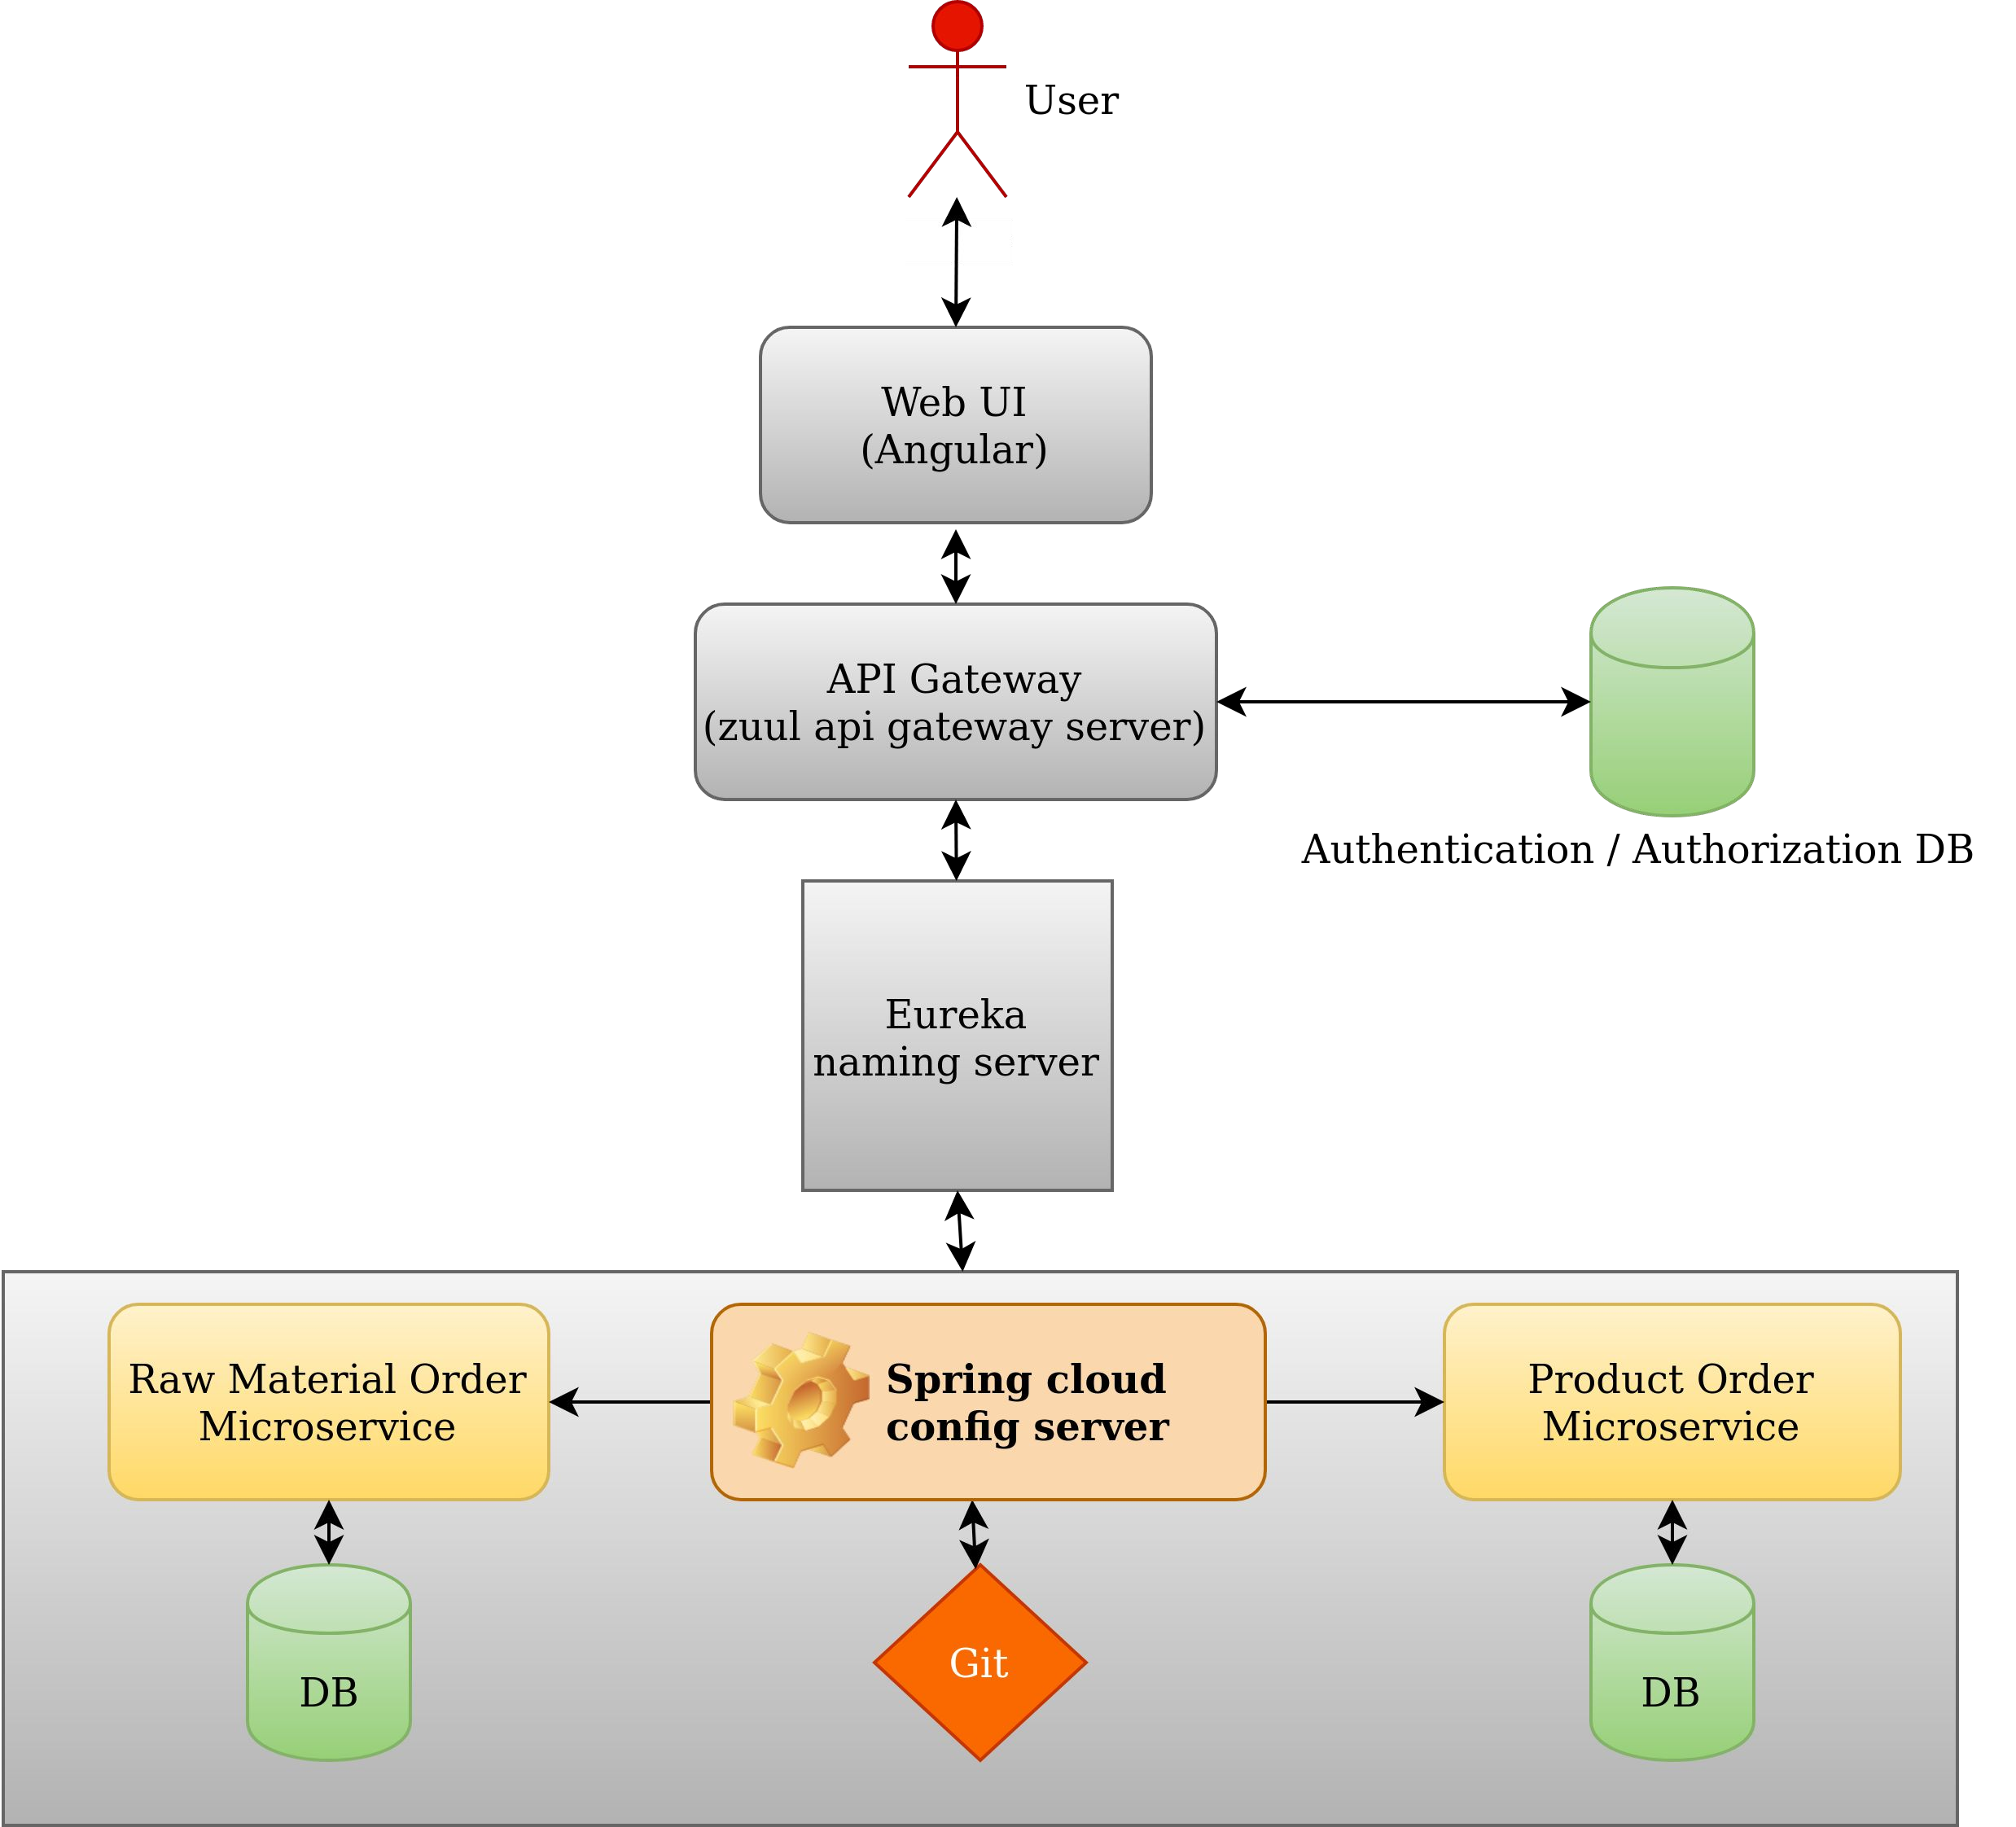 User
Web UI
(Angular)
API Gateway
(zuul api gateway server)
Authentication / Authorization DB
Eureka
naming server
Raw Material Order
Microservice
Spring cloud
config server
Product Order
Microservice
DB
Git
DB